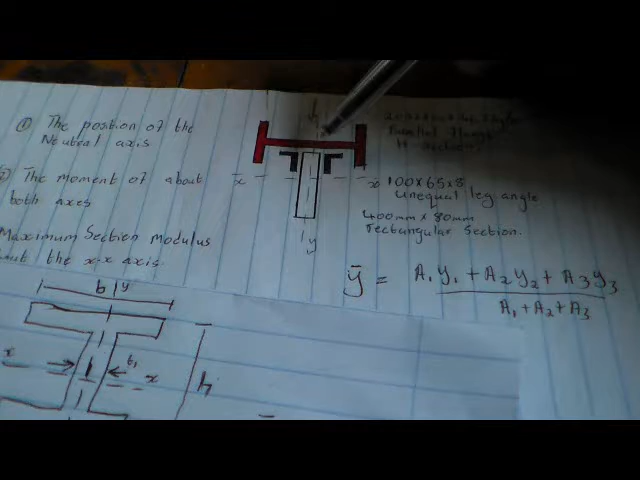 ① The position of the
Neutral axis
② The moment of about
both axes
Maximum Section modulus
the x-x axis.
y
x̄
x̄
y
100 x 65 x 8
unequal leg angle
400mm x 80mm
rectangular section.
ȳ = A1y1 + A2y2 + A3y3
A1 + A2 + A3
b
y
x
t1
x
h